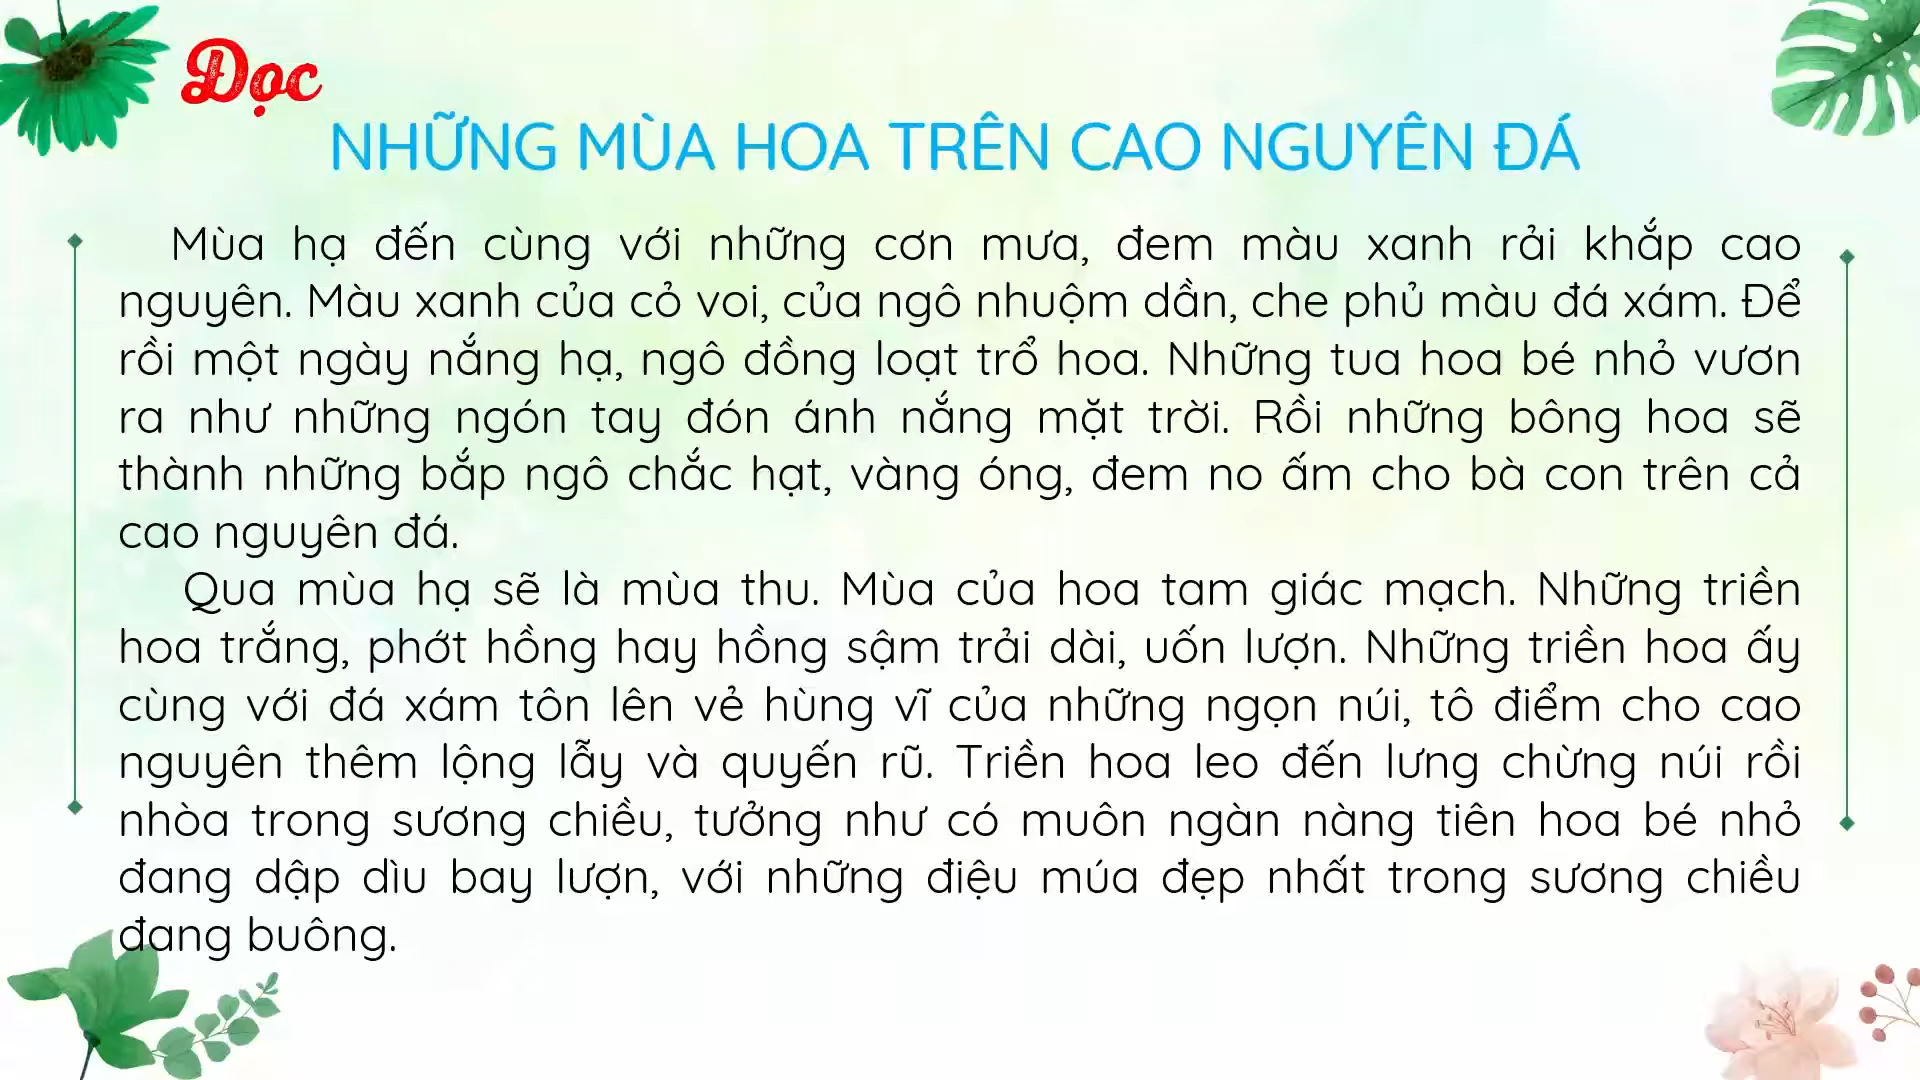 Đọc
NHỮNG MÙA HOA TRÊN CAO NGUYÊN ĐÁ
Mùa hạ đến cùng với những cơn mưa, đem màu xanh rải khắp cao
nguyên. Màu xanh của cỏ voi, của ngô nhuộm dần, che phủ màu đá xám. Để
rồi một ngày nắng hạ, ngô đồng loạt trổ hoa. Những tua hoa bé nhỏ vươn
ra như những ngón tay đón ánh nắng mặt trời. Rồi những bông hoa sẽ
thành những bắp ngô chắc hạt, vàng óng, đem no ấm cho bà con trên cả
cao nguyên đá.
Qua mùa hạ sẽ là mùa thu. Mùa của hoa tam giác mạch. Những triền
hoa trắng, phớt hồng hay hồng sậm trải dài, uốn lượn. Những triền hoa ấy
cùng với đá xám tôn lên vẻ hùng vĩ của những ngọn núi, tô điểm cho cao
nguyên thêm lộng lẫy và quyến rũ. Triền hoa leo đến lưng chừng núi rồi
nhòa trong sương chiều, tưởng như có muôn ngàn nàng tiên hoa bé nhỏ
đang dập dìu bay lượn, với những điệu múa đẹp nhất trong sương chiều
đang buông.